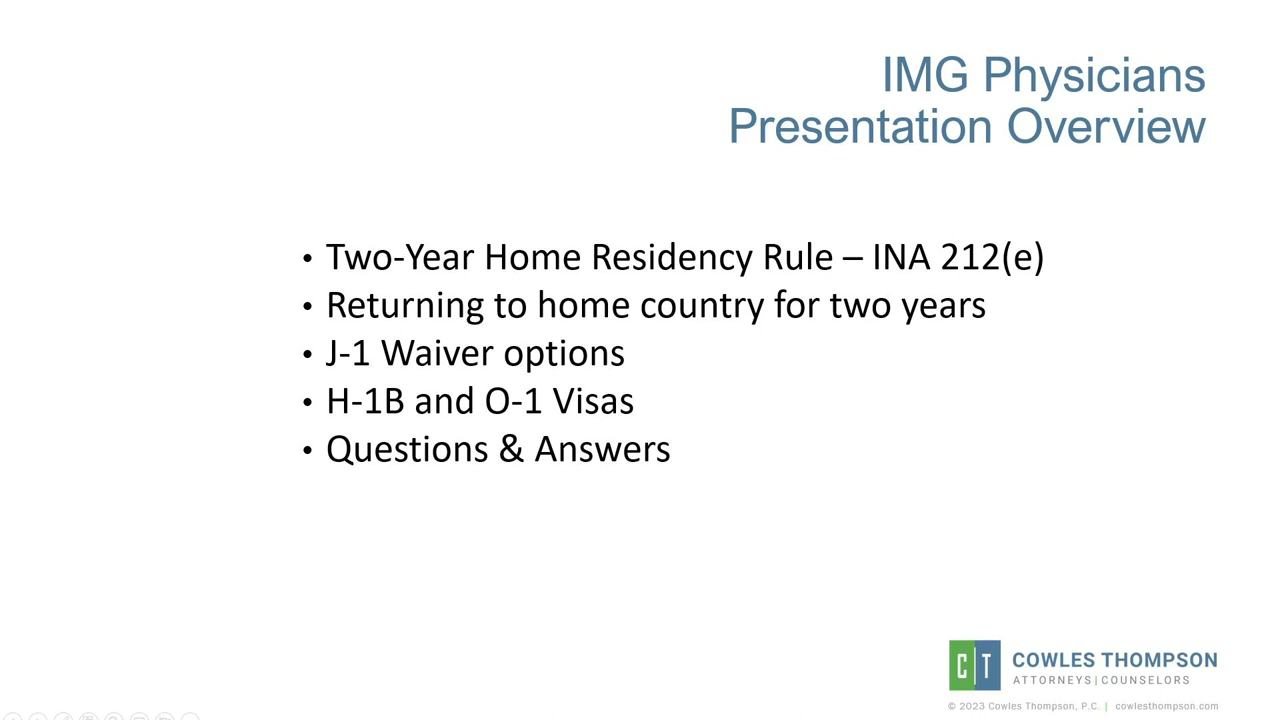 IMG Physicians
Presentation Overview
• Two-Year Home Residency Rule – INA 212(e)
• Returning to home country for two years
• J-1 Waiver options
• H-1B and O-1 Visas
• Questions & Answers
CT
COWLES THOMPSON
ATTORNEYS|COUNSELORS
© 2023 Cowles Thompson, P.C. | cowlesthompson.com